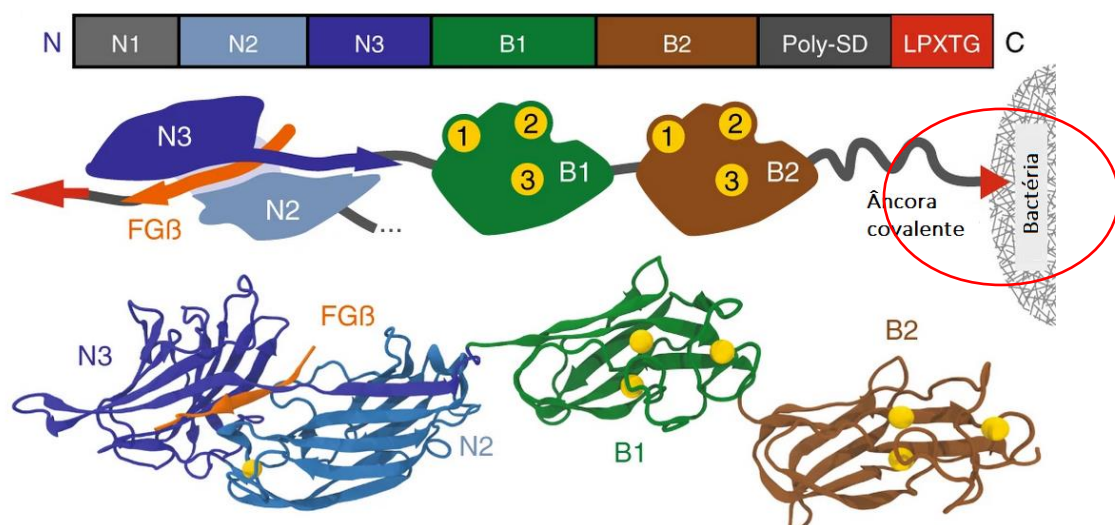 N N1 N2 N3 B1 B2 Poly-SD LPXTG C
N3
1 2 3 B1
1 2 3 B2
FGß
N2
...
Âncora
covalente
Bactéria
N3
FGß
N2
B1
B2